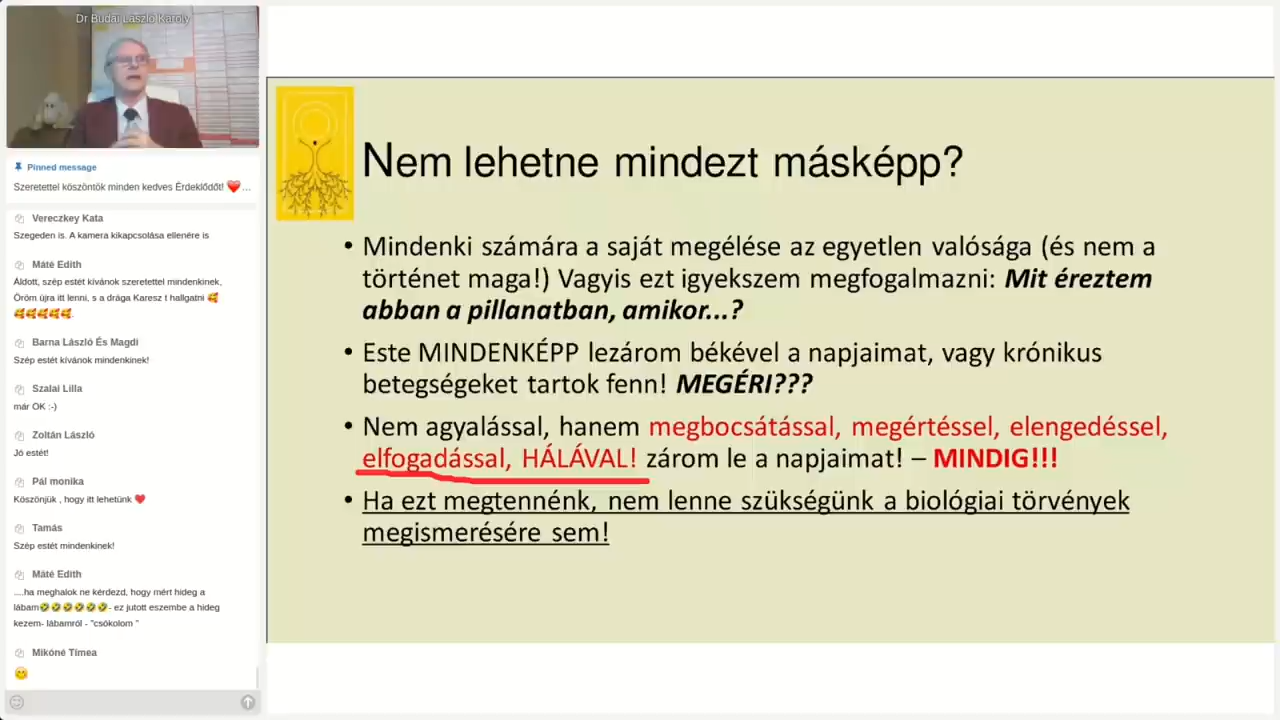 Dr Budai László Károly
Pinned message
Szeretettel köszöntök minden kedves Érdeklődőt! ❤️ ...
Vereczkey Kata
Szegeden is. A kamera kikapcsolása ellenére is
Máté Edith
Áldott, szép estét kívánok szeretettel mindenkinek,
Öröm újra itt lenni, s a drága Karesz t hallgatni 🥰
🥰🥰🥰🥰🥰.
Barna László És Magdi
Szép estét kívánok mindenkinek!
Szalai Lilla
már OK :-)
Zoltán László
Jó estét!
Pál monika
Köszönjük , hogy itt lehetünk ❤️
Tamás
Szép estét mindenkinek!
Máté Edith
....ha meghalok ne kérdezd, hogy mért hideg a
lábam🤣🤣🤣🤣🤣🤣- ez jutott eszembe a hideg
kezem- lábamról - "csókolom "
Mikóné Tímea
😊
Nem lehetne mindezt másképp?
• Mindenki számára a saját megélése az egyetlen valósága (és nem a
történet maga!) Vagyis ezt igyekszem megfogalmazni: Mit éreztem
abban a pillanatban, amikor...?
• Este MINDENKÉPP lezárom békével a napjaimat, vagy krónikus
betegségeket tartok fenn! MEGÉRI???
• Nem agyalással, hanem megbocsátással, megértéssel, elengedéssel,
elfogadással, HÁLÁVAL! zárom le a napjaimat! – MINDIG!!!
• Ha ezt megtennénk, nem lenne szükségünk a biológiai törvények
megismerésére sem!